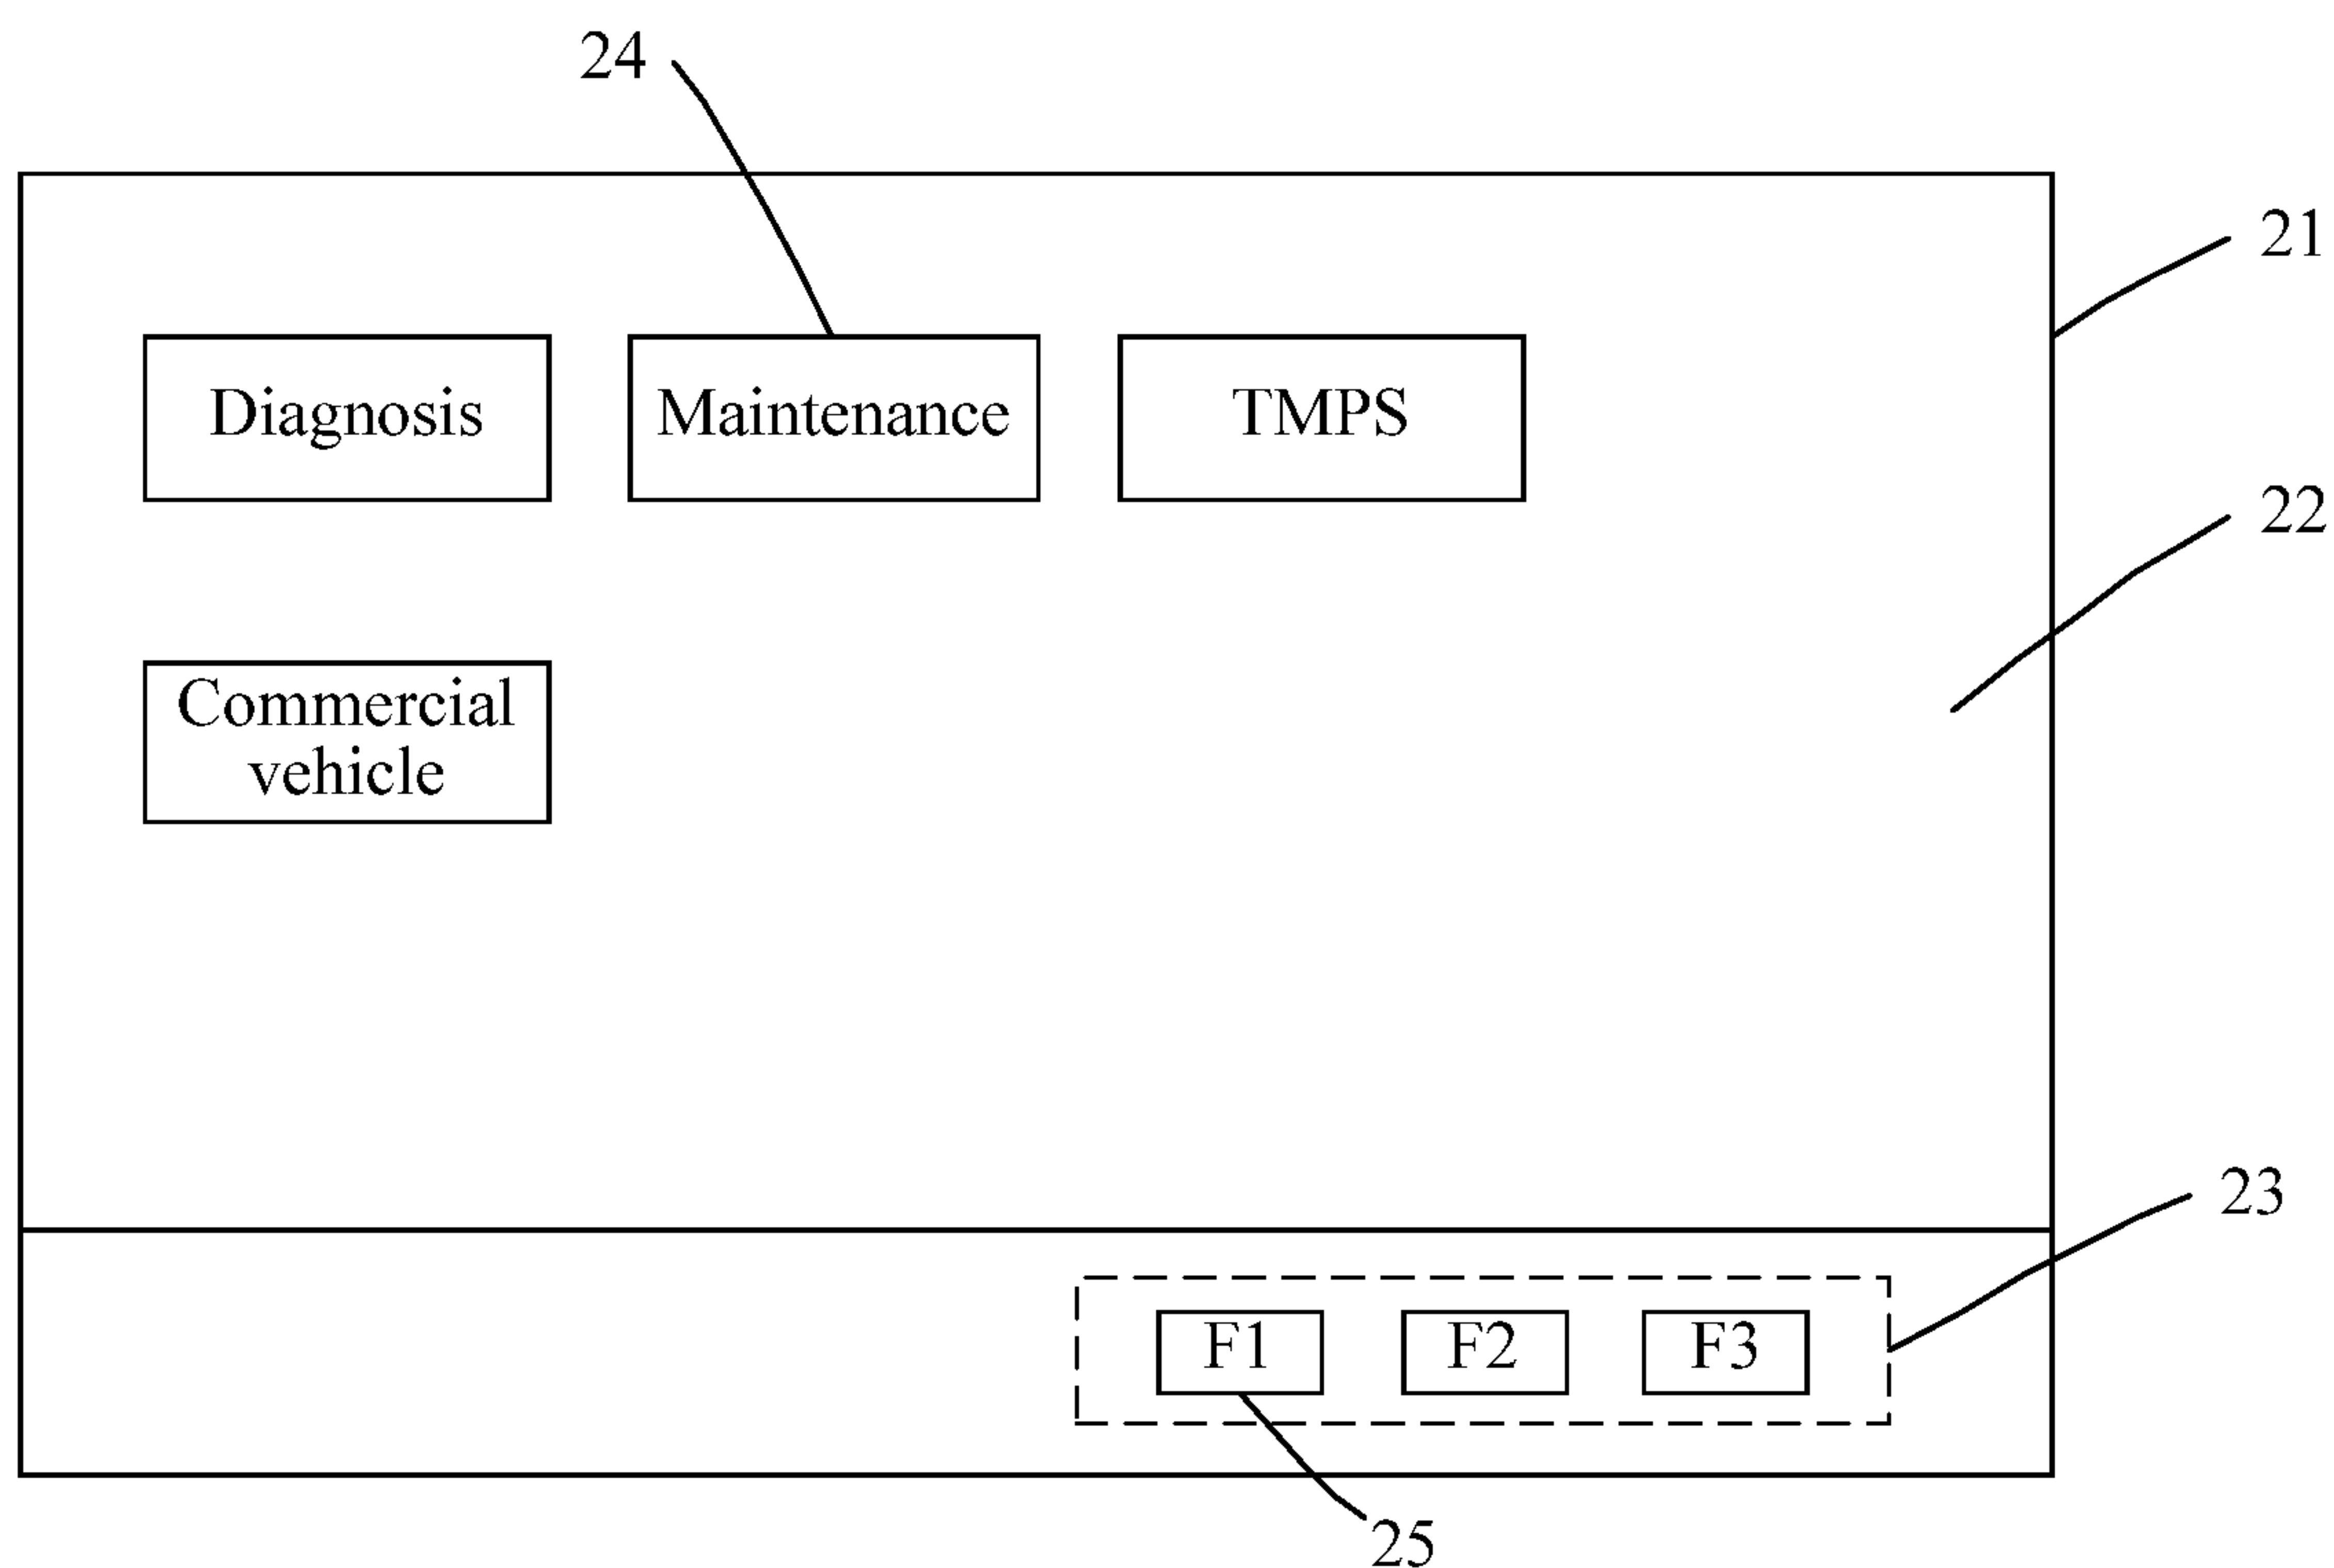 24
21
Diagnosis
Maintenance
TMPS
22
Commercial
vehicle
23
F1
F2
F3
25